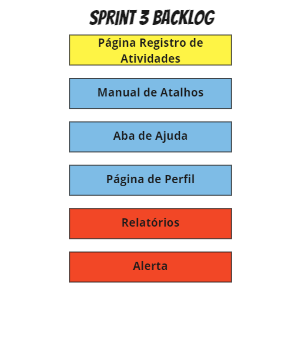 SPRINT 3 BACKLOG
Página Registro de
Atividades
Manual de Atalhos
Aba de Ajuda
Página de Perfil
Relatórios
Alerta